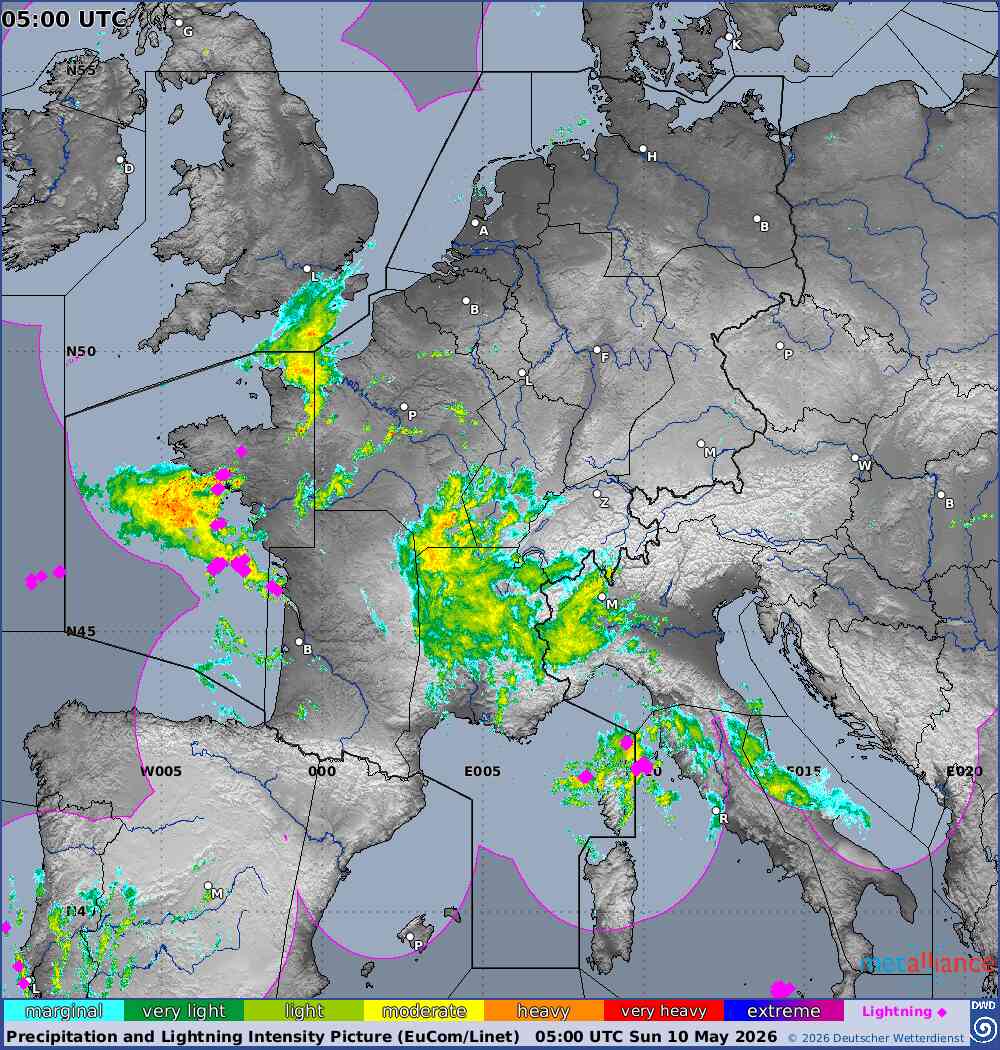 05:00 UTC
G
K
N55
D
H
A
B
L
B
N50
F
P
L
P
M
W
Z
B
M
N45
B
W005
000
E005
E015
E020
R
M
P
L
metalliance
marginal very light light moderate heavy very heavy extreme Lightning
DWD
Precipitation and Lightning Intensity Picture (EuCom/Linet) 05:00 UTC Sun 10 May 2026 © 2026 Deutscher Wetterdienst